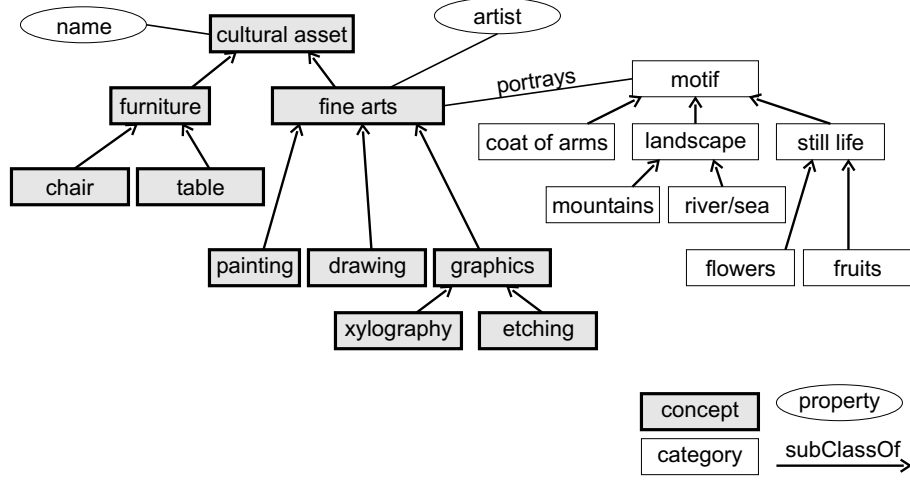 name
cultural asset
artist
furniture
fine arts
portrays
motif
coat of arms
landscape
still life
chair
table
mountains
river/sea
painting
drawing
graphics
flowers
fruits
xylography
etching
concept
property
category
subClassOf